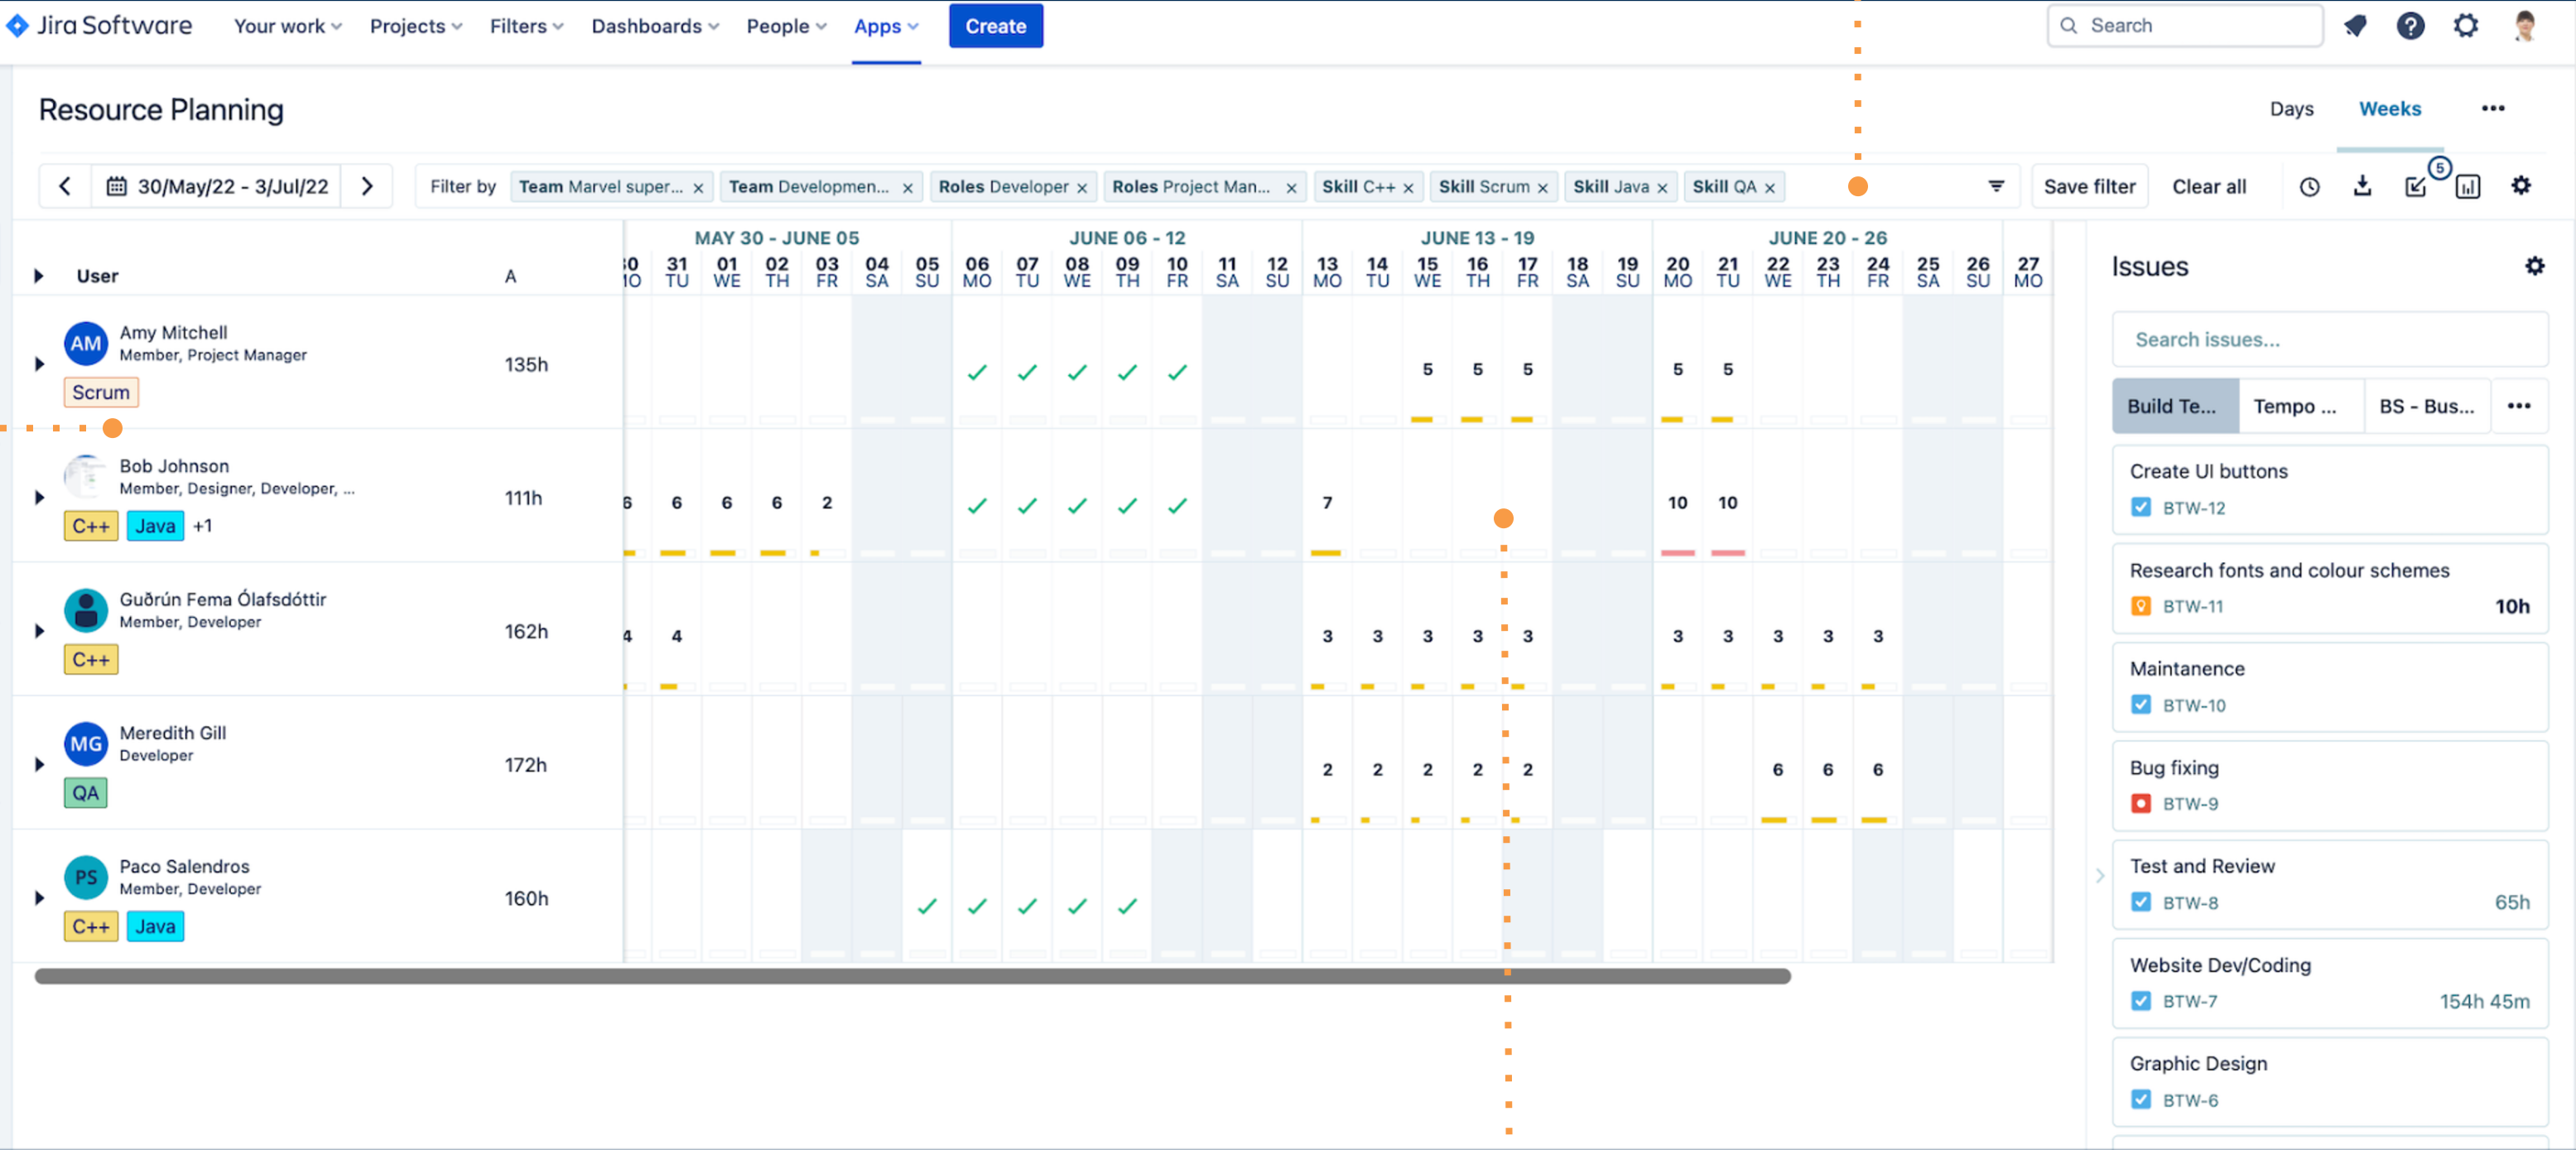 Jira Software Your work Projects Filters Dashboards People Apps Create Search
Resource Planning Days Weeks
30/May/22 - 3/Jul/22 Filter by Team Marvel super... × Team Developmen... × Roles Developer × Roles Project Man... × Skill C++ × Skill Scrum × Skill Java × Skill QA × Save filter Clear all 5
MAY 30 - JUNE 05 JUNE 06 - 12 JUNE 13 - 19 JUNE 20 - 26
31 01 02 03 04 05 06 07 08 09 10 11 12 13 14 15 16 17 18 19 20 21 22 23 24 25 26 27
User A TU WE TH FR SA SU MO TU WE TH FR SA SU MO TU WE TH FR SA SU MO TU WE TH FR SA SU MO
AM Amy Mitchell
Member, Project Manager
135h 5 5 5 5 5
Scrum
Bob Johnson
Member, Designer, Developer, ...
111h 6 6 6 6 2 7 10 10
C++ Java +1
Guðrún Fema Ólafsdóttir
Member, Developer
162h 4 4 3 3 3 3 3 3 3 3 3 3
C++
MG Meredith Gill
Developer
172h 2 2 2 2 2 6 6 6
QA
PS Paco Salendros
Member, Developer
160h
C++ Java
Issues
Search issues...
Build Te... Tempo ... BS - Bus...
Create UI buttons
BTW-12
Research fonts and colour schemes
BTW-11 10h
Maintanence
BTW-10
Bug fixing
BTW-9
Test and Review
BTW-8 65h
Website Dev/Coding
BTW-7 154h 45m
Graphic Design
BTW-6